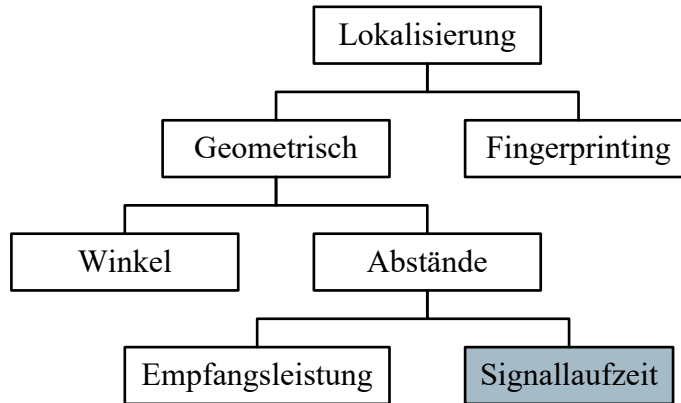 Lokalisierung
Geometrisch
Fingerprinting
Winkel
Abstände
Empfangsleistung
Signallaufzeit